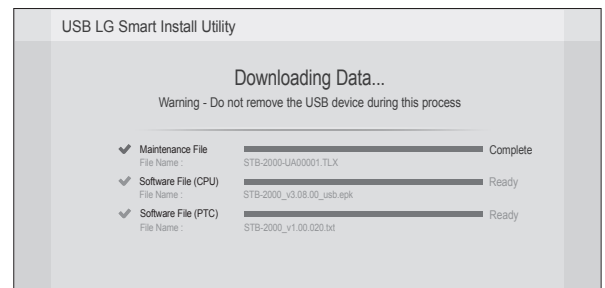 USB LG Smart Install Utility
Downloading Data...
Warning - Do not remove the USB device during this process
Maintenance File Complete
File Name : STB-2000-UA00001.TLX
Software File (CPU) Ready
File Name : STB-2000_v3.08.00_usb.epk
Software File (PTC) Ready
File Name : STB-2000_v1.00.020.txt